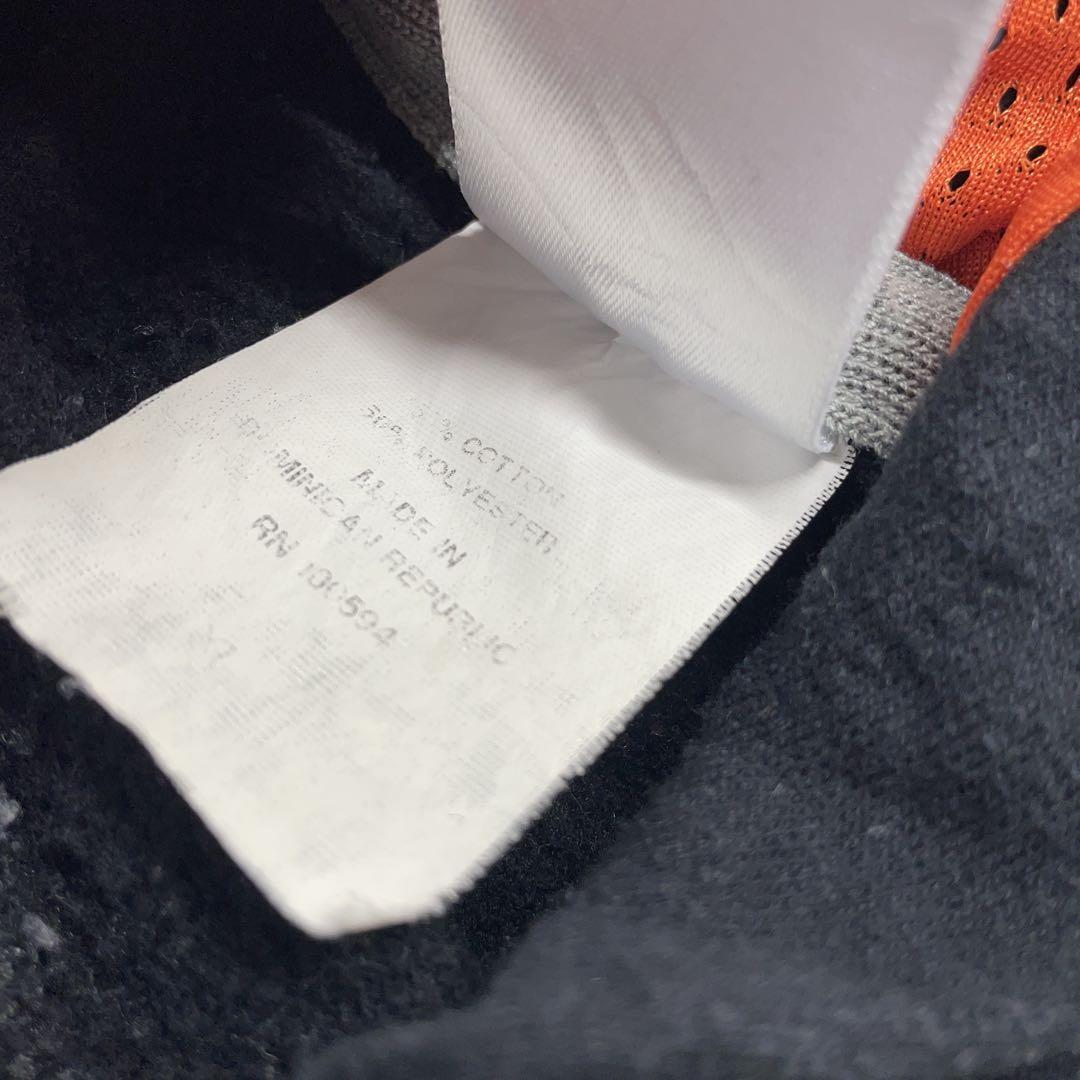 % COTTON
50% POLYESTER
MADE IN
DOMINICAN REPUBLIC
RN 100594